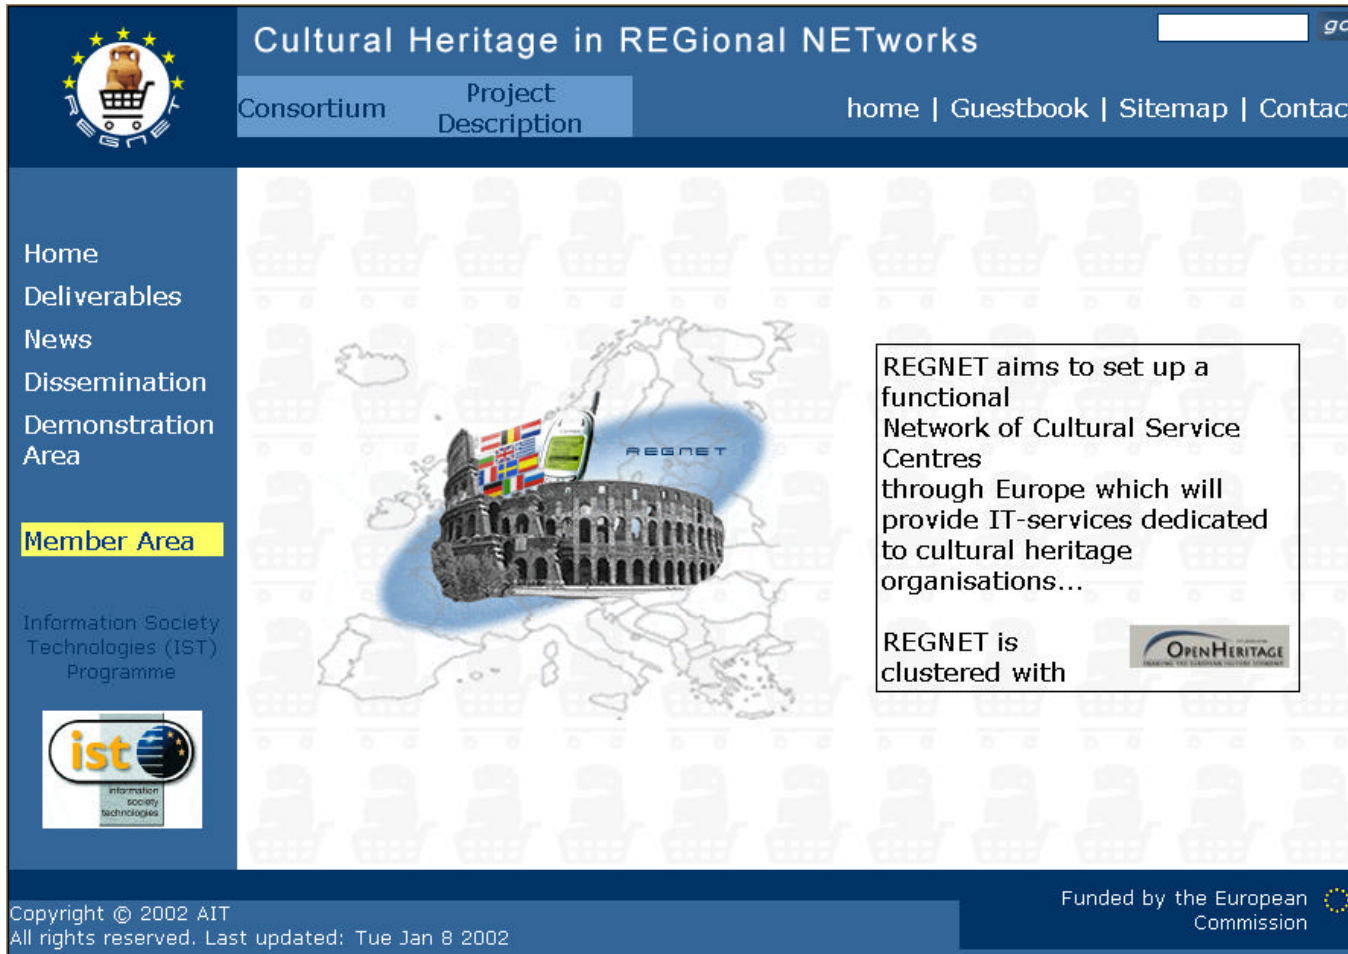 Cultural Heritage in REGional NETworks
go
Consortium
Project
Description
home | Guestbook | Sitemap | Contac
REGNET
Home
Deliverables
News
Dissemination
Demonstration
Area
Member Area
Information Society
Technologies (IST)
Programme
ist
information
society
technologies
REGNET
REGNET aims to set up a
functional
Network of Cultural Service
Centres
through Europe which will
provide IT-services dedicated
to cultural heritage
organisations...
REGNET is
clustered with
OPENHERITAGE
Funded by the European
Commission
Copyright © 2002 AIT
All rights reserved. Last updated: Tue Jan 8 2002